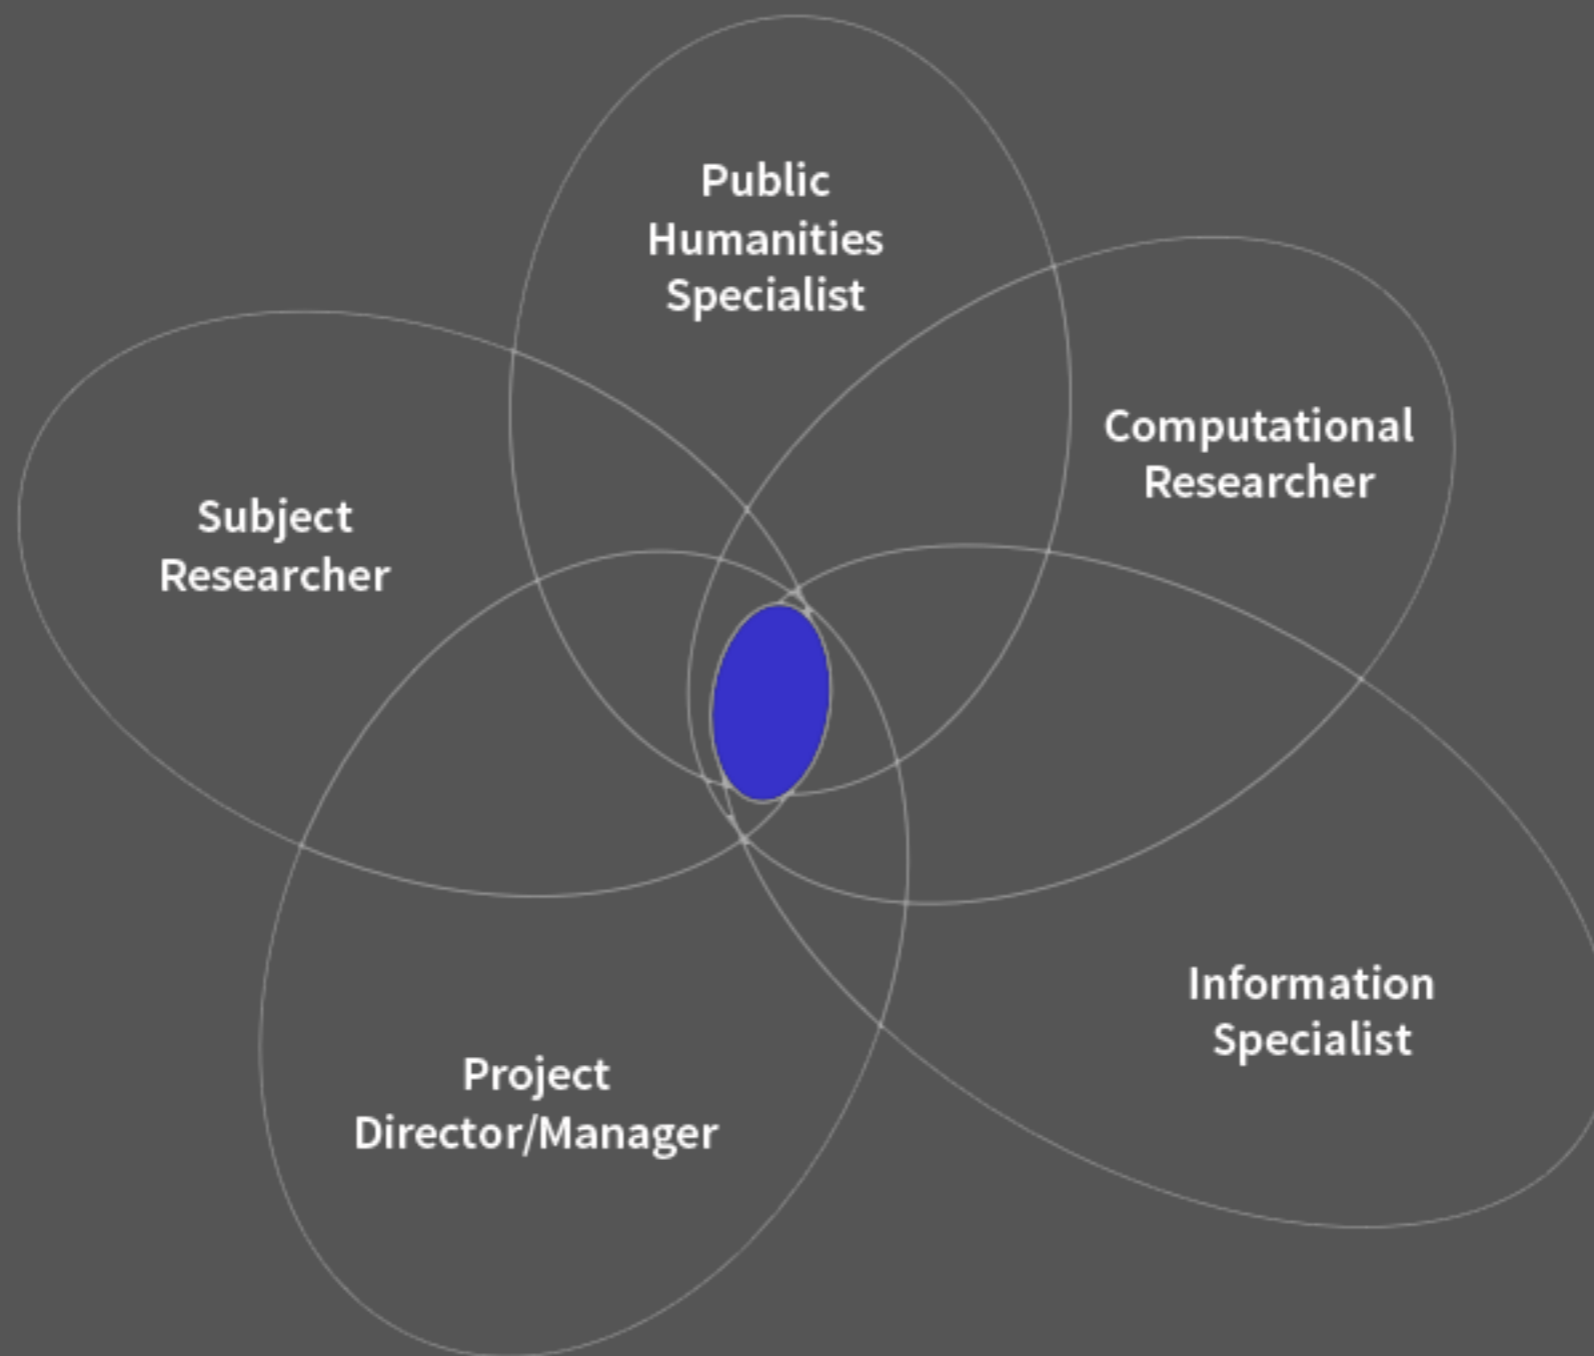 Public
Humanities
Specialist
Computational
Researcher
Subject
Researcher
Information
Specialist
Project
Director/Manager